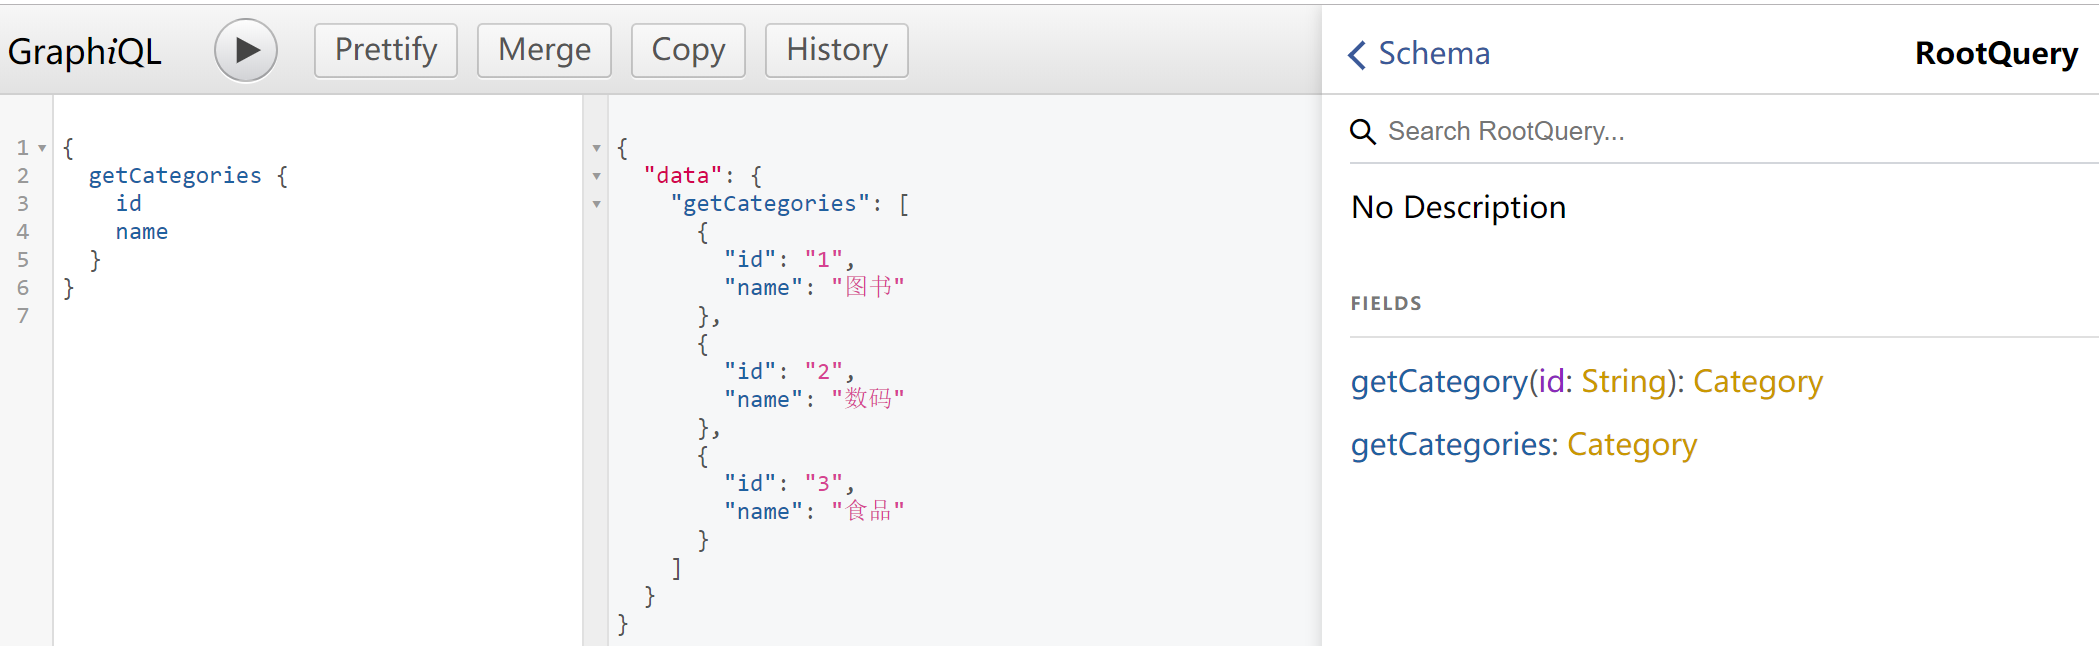 GraphiQL Prettify Merge Copy History
1 {
2   getCategories {
3     id
4     name
5   }
6 }
7
{
  "data": {
    "getCategories": [
      {
        "id": "1",
        "name": "图书"
      },
      {
        "id": "2",
        "name": "数码"
      },
      {
        "id": "3",
        "name": "食品"
      }
    ]
  }
}
Schema RootQuery
Search RootQuery...
No Description
FIELDS
getCategory(id: String): Category
getCategories: Category